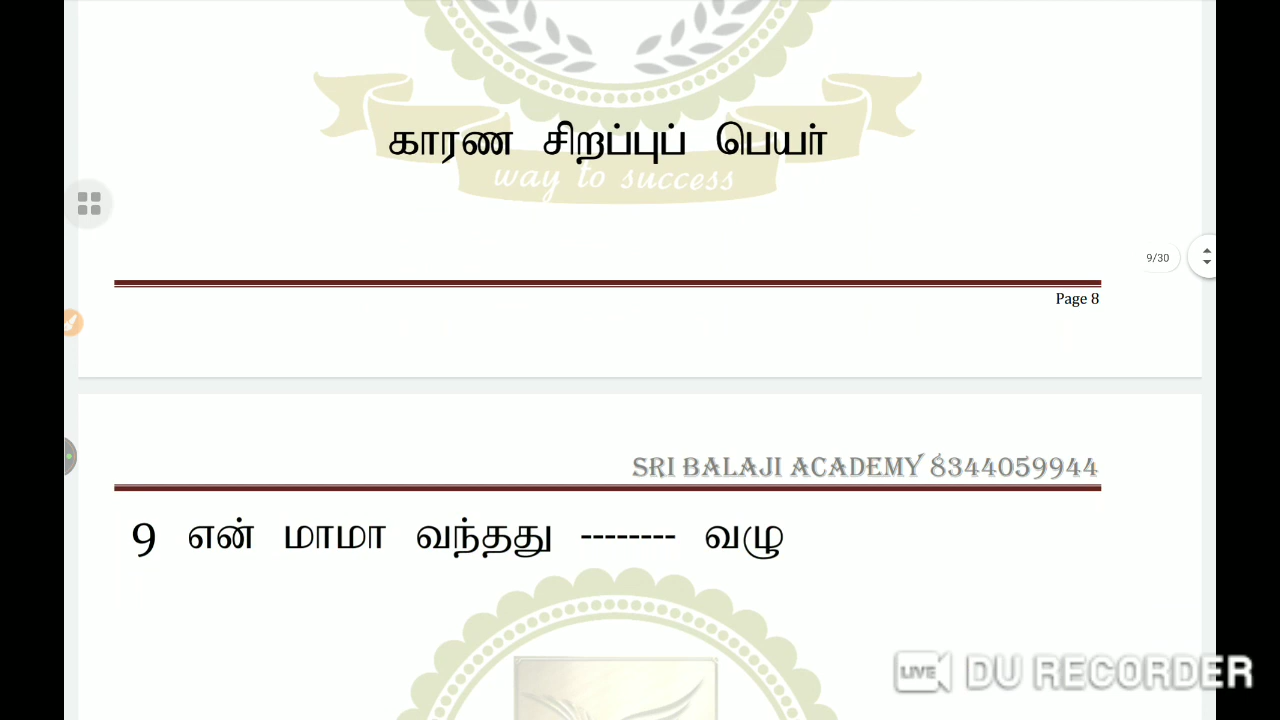 காரண சிறப்புப் பெயர்
way to success
9/30
Page 8
SRI BALAJI ACADEMY 8344059944
9 என் மாமா வந்தது -------- வழு
LIVE DU RECORDER